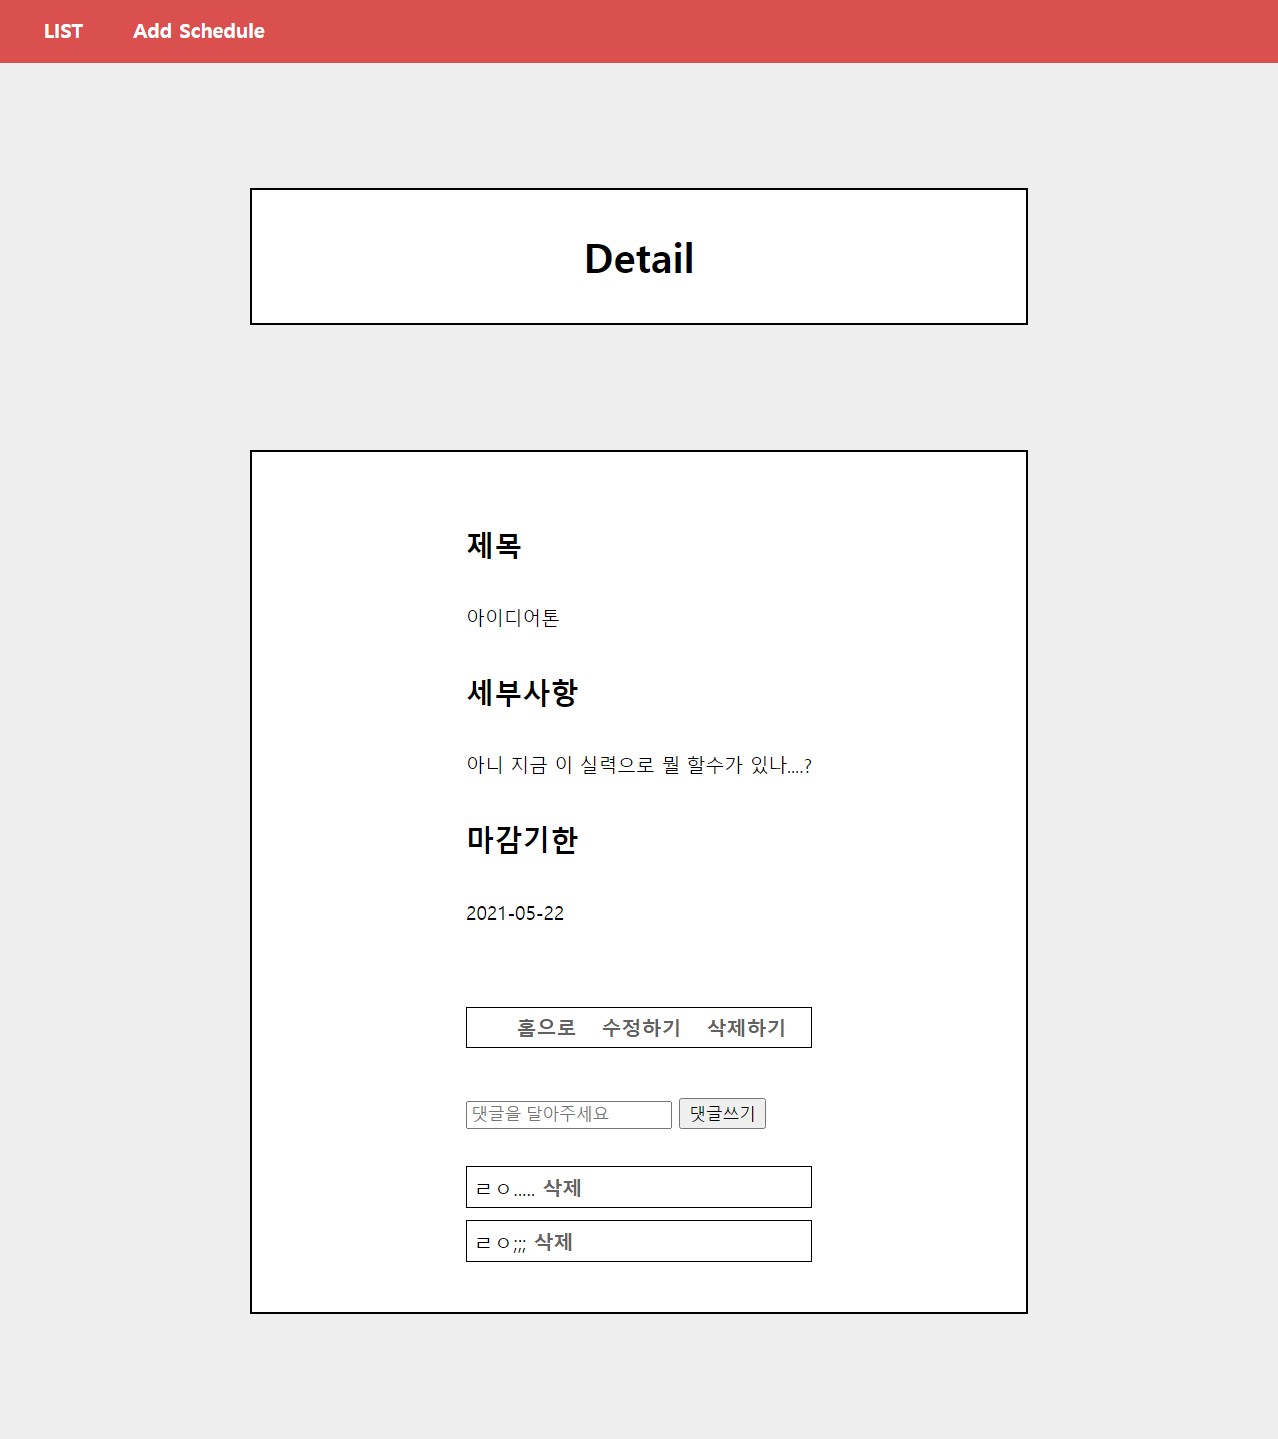 LIST Add Schedule
Detail
제목
아이디어톤
세부사항
아니 지금 이 실력으로 뭘 할수가 있나....?
마감기한
2021-05-22
홈으로 수정하기 삭제하기
댓글을 달아주세요 댓글쓰기
ㄹㅇ..... 삭제
ㄹㅇ;;; 삭제